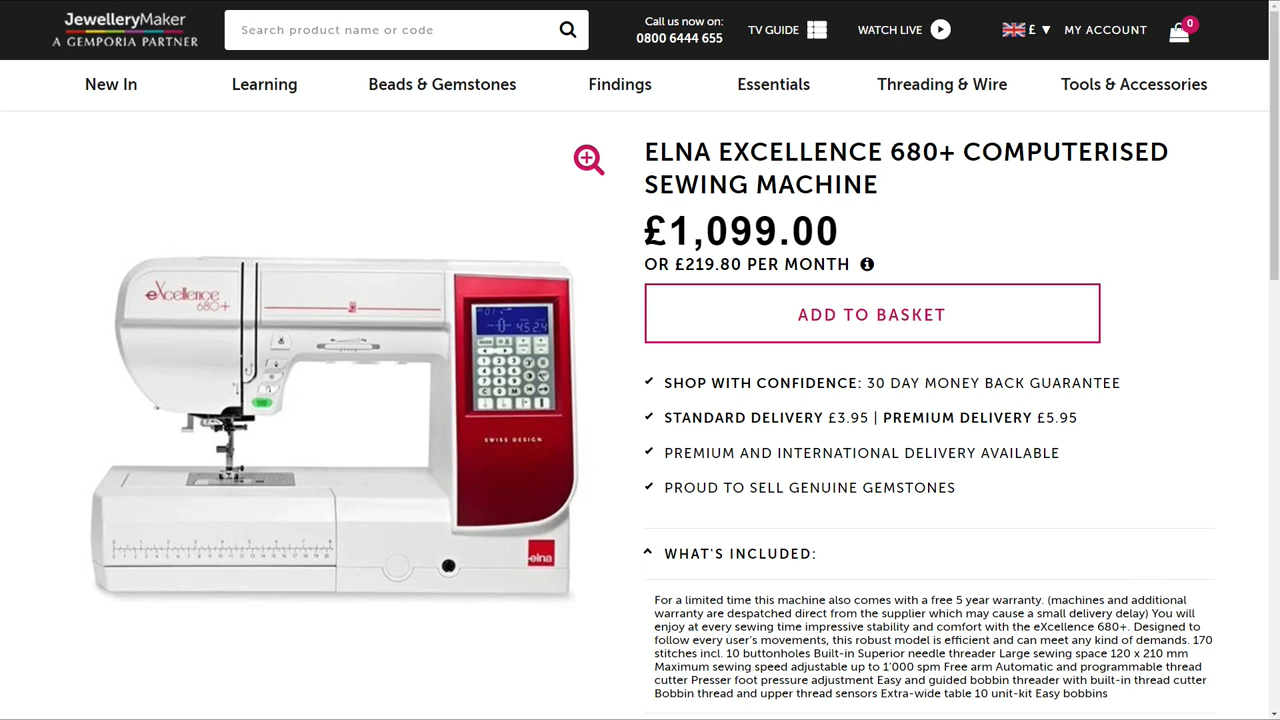 JewelleryMaker
A GEMPORIA PARTNER
Search product name or code
Call us now on:
0800 6444 655
TV GUIDE
WATCH LIVE
£ ▼
MY ACCOUNT
0
New In
Learning
Beads & Gemstones
Findings
Essentials
Threading & Wire
Tools & Accessories
ELNA EXCELLENCE 680+ COMPUTERISED
SEWING MACHINE
£1,099.00
OR £219.80 PER MONTH
ADD TO BASKET
SHOP WITH CONFIDENCE: 30 DAY MONEY BACK GUARANTEE
STANDARD DELIVERY £3.95 | PREMIUM DELIVERY £5.95
PREMIUM AND INTERNATIONAL DELIVERY AVAILABLE
PROUD TO SELL GENUINE GEMSTONES
WHAT'S INCLUDED:
For a limited time this machine also comes with a free 5 year warranty. (machines and additional
warranty are despatched direct from the supplier which may cause a small delivery delay) You will
enjoy at every sewing time impressive stability and comfort with the eXcellence 680+. Designed to
follow every user's movements, this robust model is efficient and can meet any kind of demands. 170
stitches incl. 10 buttonholes Built-in Superior needle threader Large sewing space 120 x 210 mm
Maximum sewing speed adjustable up to 1'000 spm Free arm Automatic and programmable thread
cutter Presser foot pressure adjustment Easy and guided bobbin threader with built-in thread cutter
Bobbin thread and upper thread sensors Extra-wide table 10 unit-kit Easy bobbins
eXcellence
680+
SWISS DESIGN
elna